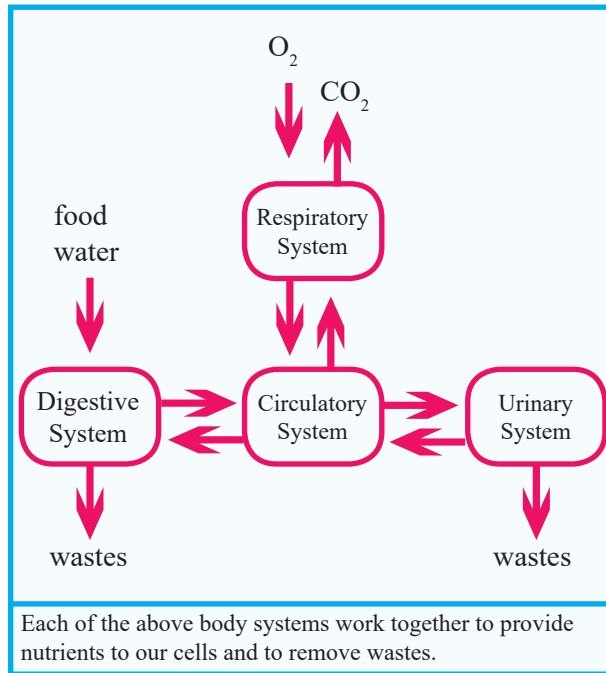 O₂
CO₂
Respiratory
System
food
water
Digestive
System
Circulatory
System
Urinary
System
wastes
wastes
Each of the above body systems work together to provide
nutrients to our cells and to remove wastes.